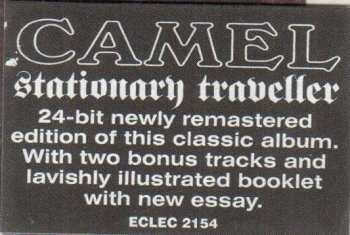 CAMEL
stationary traveller
24-bit newly remastered
edition of this classic album.
With two bonus tracks and
lavishly illustrated booklet
with new essay.
ECLEC 2154